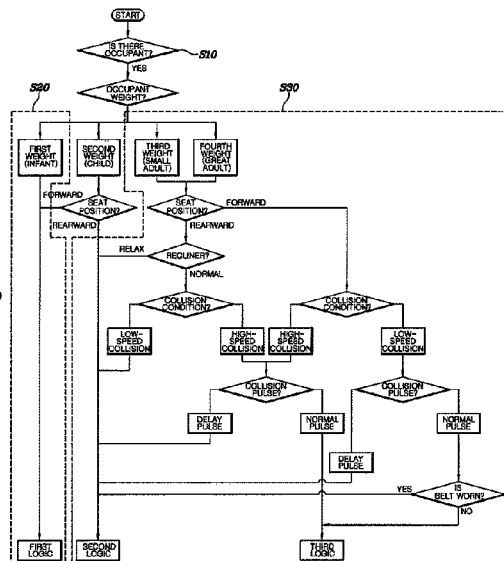 START
IS THERE
OCCUPANT?
S10
YES
OCCUPANT
WEIGHT?
S20
S30
FIRST
WEIGHT
(INFANT)
SECOND
WEIGHT
(CHILD)
THIRD
WEIGHT
(SMALL
ADULT)
FOURTH
WEIGHT
(GREAT
ADULT)
FORWARD
SEAT
POSITION?
REARWARD
SEAT
POSITION?
FORWARD
REARWARD
RELAX
RECLINER?
NORMAL
COLLISION
CONDITION?
COLLISION
CONDITION?
LOW-
SPEED
COLLISION
HIGH-
SPEED
COLLISION
HIGH-
SPEED
COLLISION
LOW-
SPEED
COLLISION
COLLISION
PULSE?
COLLISION
PULSE?
DELAY
PULSE
NORMAL
PULSE
DELAY
PULSE
NORMAL
PULSE
YES
IS
BELT WORN?
NO
FIRST
LOGIC
SECOND
LOGIC
THIRD
LOGIC